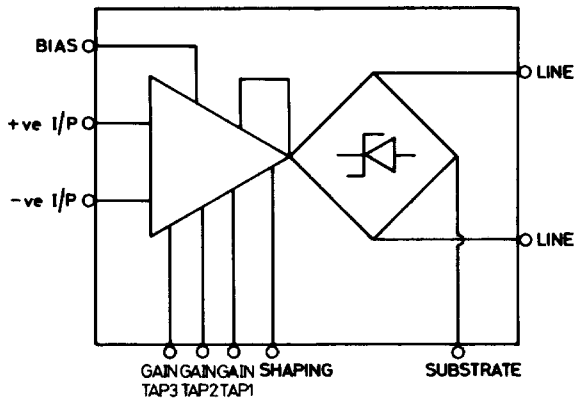 BIAS
LINE
+ve I/P
-ve I/P
LINE
GAIN GAIN GAIN SHAPING SUBSTRATE
TAP3 TAP2 TAP1